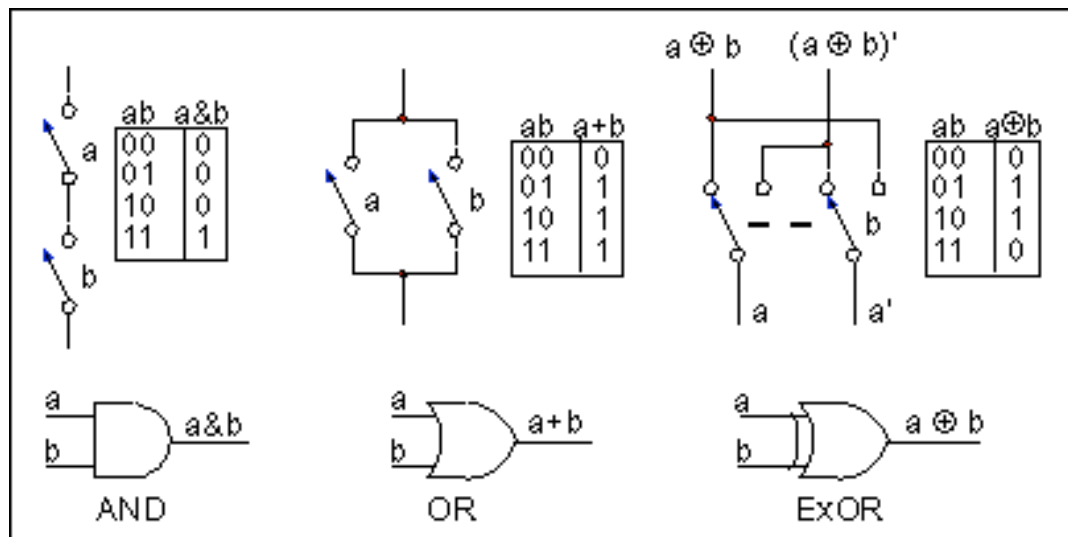 a ⊕ b (a ⊕ b)'
ab a&b
00 0
01 0
10 0
11 1
a
b
ab a+b
00 0
01 1
10 1
11 1
a
b
ab a⊕b
00 0
01 1
10 1
11 0
b
a a'
a
b
a&b
AND
a
b
a+b
OR
a
b
a ⊕ b
ExOR